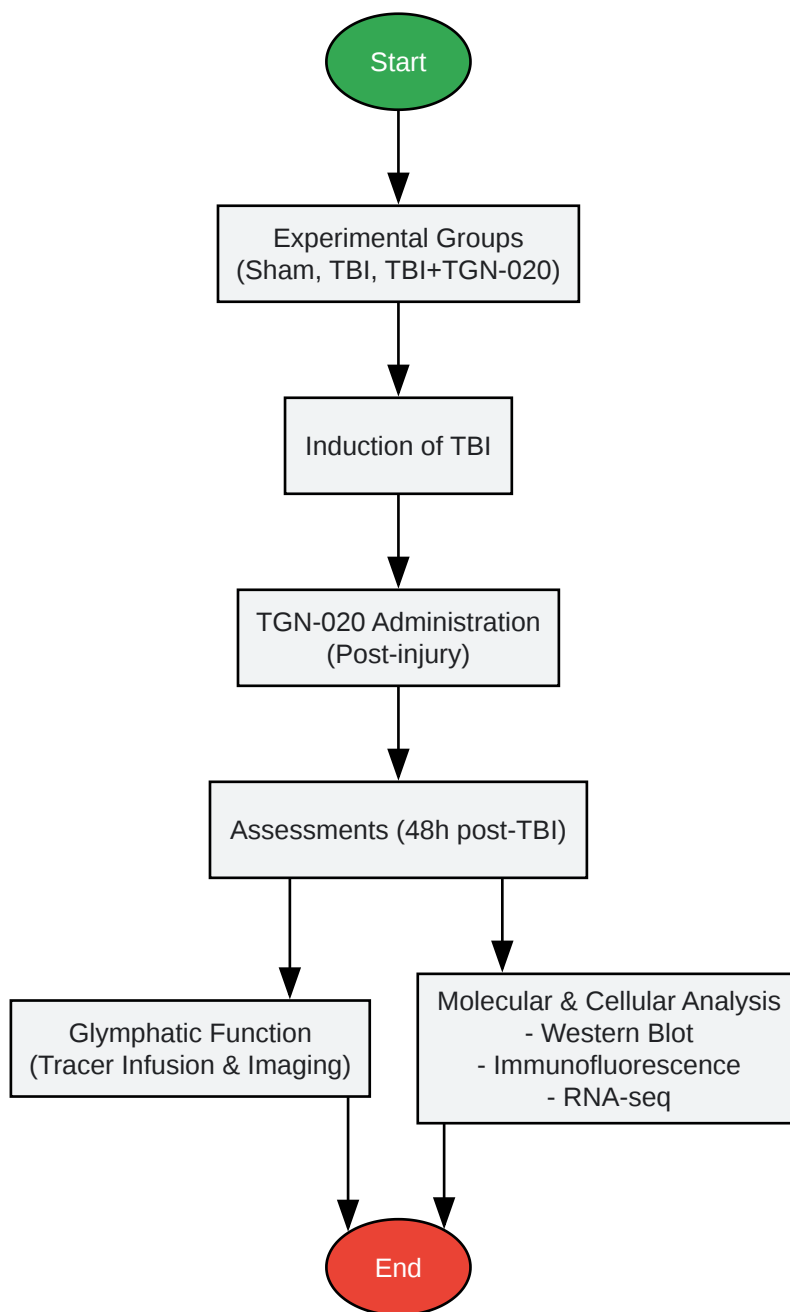 Start
Experimental Groups
(Sham, TBI, TBI+TGN-020)
Induction of TBI
TGN-020 Administration
(Post-injury)
Assessments (48h post-TBI)
Glymphatic Function
(Tracer Infusion & Imaging)
Molecular & Cellular Analysis
- Western Blot
- Immunofluorescence
- RNA-seq
End